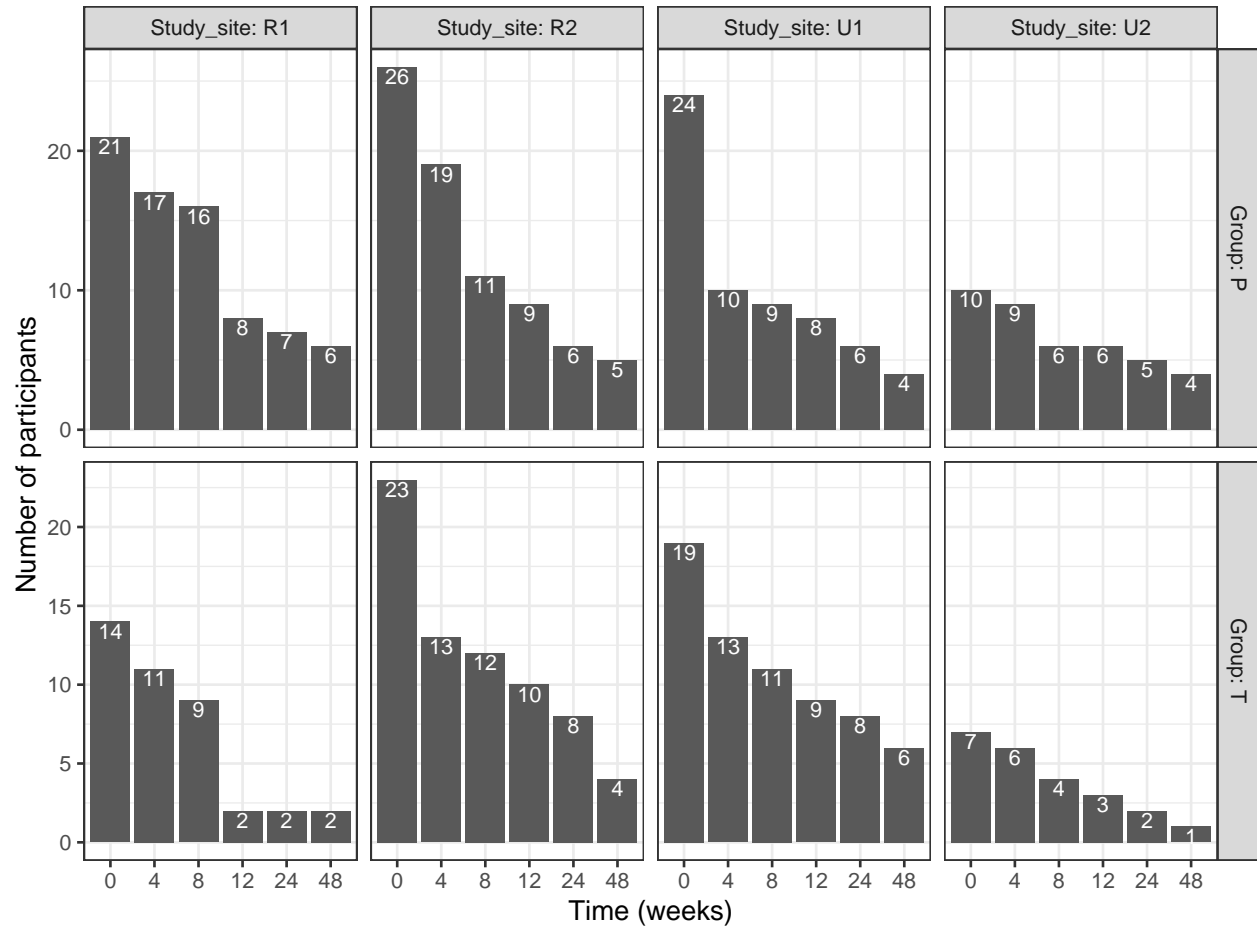 Study_site: R1 Study_site: R2 Study_site: U1 Study_site: U2
Number of participants
20
10
0
21 17 16 8 7 6
26 19 11 9 6 5
24 10 9 8 6 4
10 9 6 6 5 4
Group: P
20
15
10
5
0
14 11 9 2 2 2
23 13 12 10 8 4
19 13 11 9 8 6
7 6 4 3 2 1
Group: T
0 4 8 12 24 48 0 4 8 12 24 48 0 4 8 12 24 48 0 4 8 12 24 48
Time (weeks)